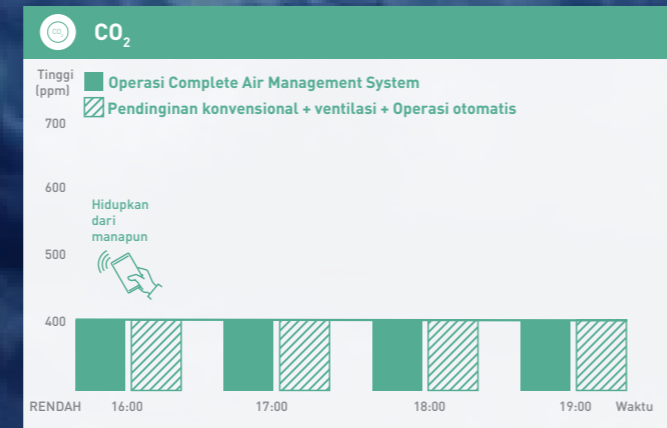 CO₂
CO₂
Tinggi
(ppm)
Operasi Complete Air Management System
Pendinginan konvensional + ventilasi + Operasi otomatis
700
600
Hidupkan
dari
manapun
500
400
RENDAH 16:00 17:00 18:00 19:00 Waktu